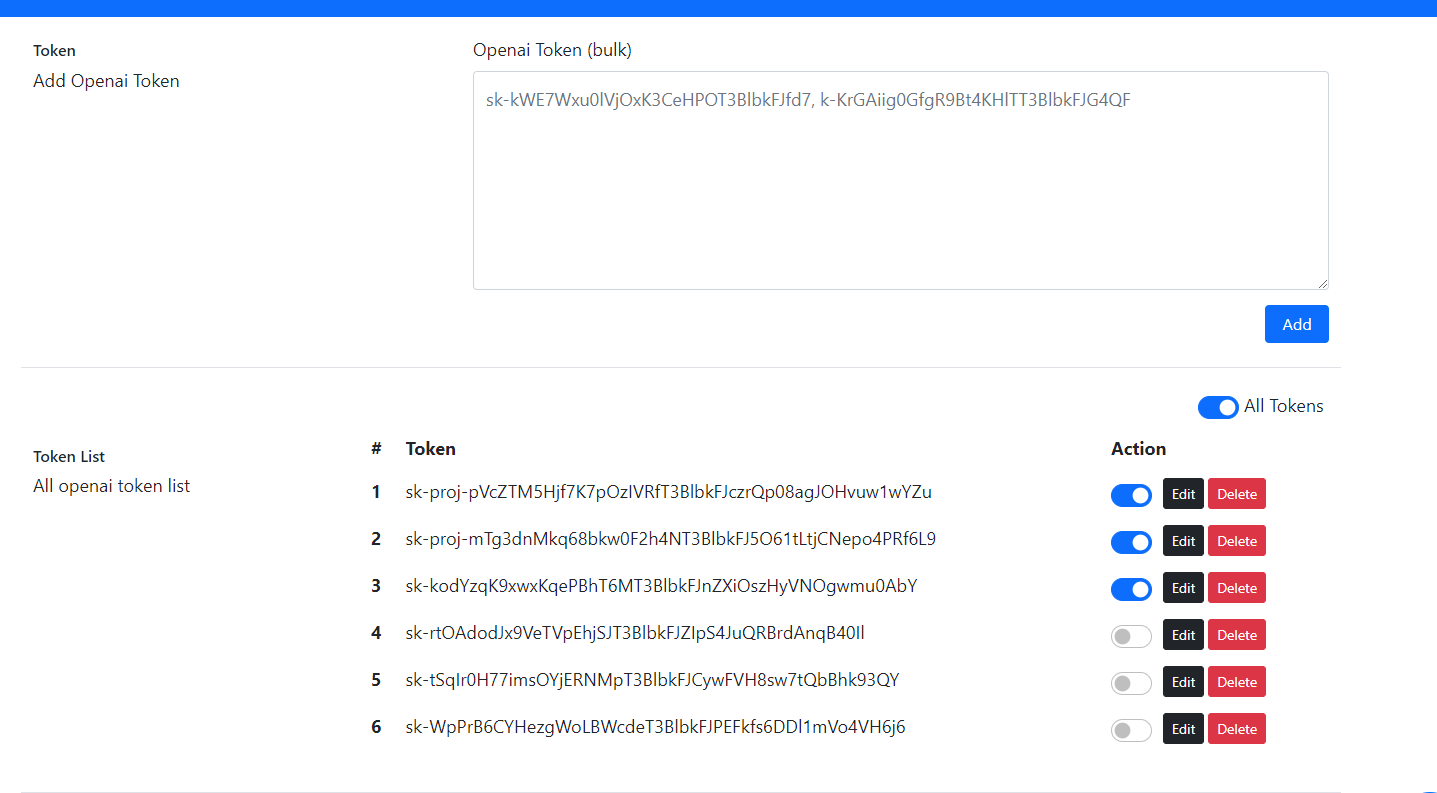 Token
Add Openai Token
Openai Token (bulk)
sk-kWE7Wxu0lVjOxK3CeHPOT3BlbkFJfd7, k-KrGAiig0GfgR9Bt4KHlTT3BlbkFJG4QF
Add
All Tokens
Token List
All openai token list
# Token Action
1 sk-proj-pVcZTM5Hjf7K7pOzIVRfT3BlbkFJczrQp08agJOHvuw1wYZu Edit Delete
2 sk-proj-mTg3dnMkq68bkw0F2h4NT3BlbkFJ5O61tLtjCNepo4PRf6L9 Edit Delete
3 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 Edit Delete
4 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 Edit Delete
5 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 Edit Delete
6 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 Edit Delete